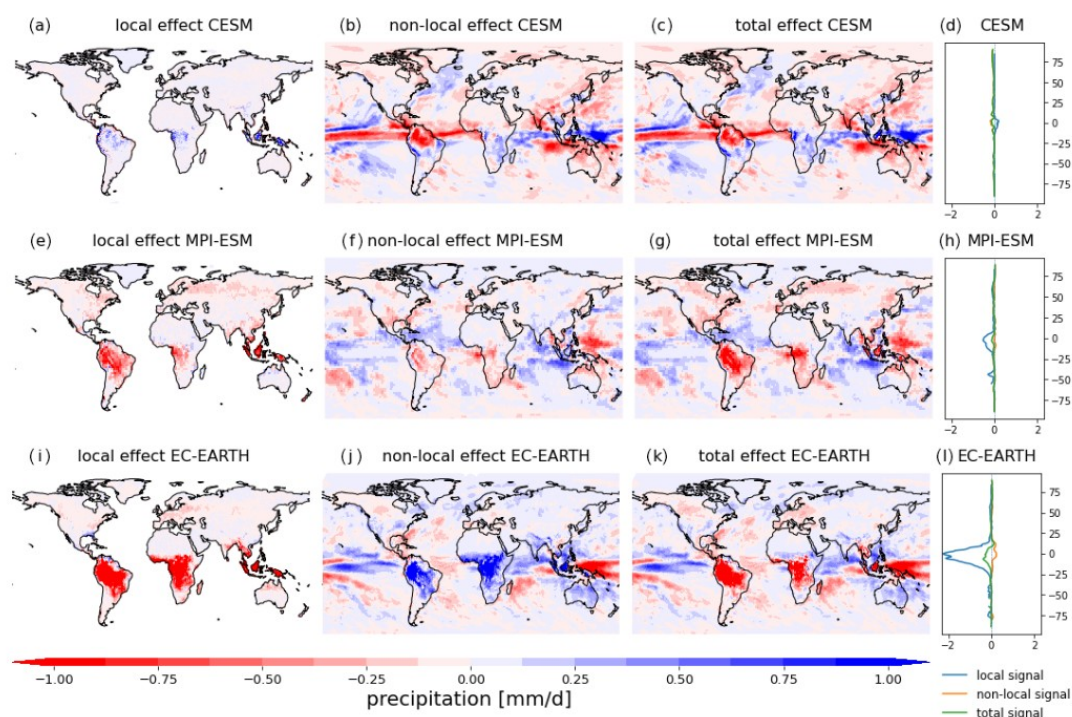 (a) local effect CESM
(b) non-local effect CESM
(c) total effect CESM
(d) CESM
75
50
25
0
−25
−50
−75
−2 0 2
(e) local effect MPI-ESM
(f) non-local effect MPI-ESM
(g) total effect MPI-ESM
(h) MPI-ESM
75
50
25
0
−25
−50
−75
−2 0 2
(i) local effect EC-EARTH
(j) non-local effect EC-EARTH
(k) total effect EC-EARTH
(l) EC-EARTH
75
50
25
0
−25
−50
−75
−2 −1 0 1 2
−1.00 −0.75 −0.50 −0.25 0.00 0.25 0.50 0.75 1.00
precipitation [mm/d]
local signal
non-local signal
total signal